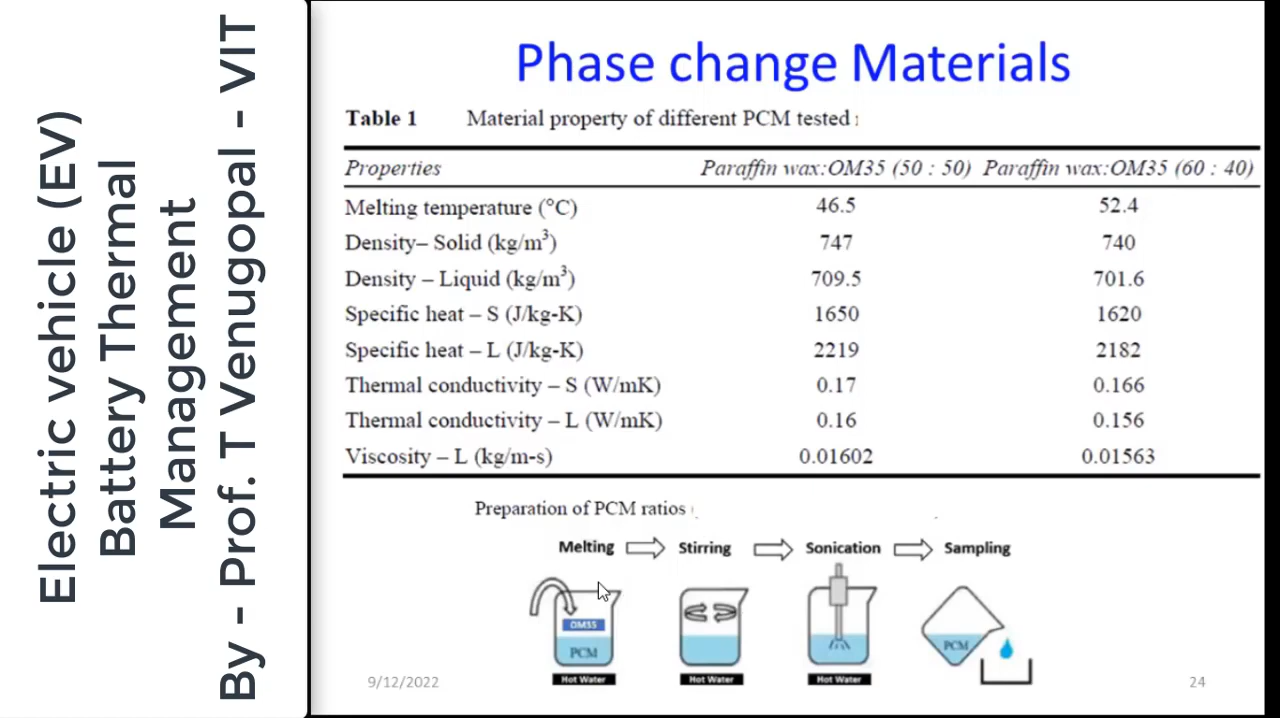 Electric vehicle (EV)
Battery Thermal
Management
By - Prof. T Venugopal - VIT
Phase change Materials
Table 1 Material property of different PCM tested
Properties Paraffin wax:OM35 (50 : 50) Paraffin wax:OM35 (60 : 40)
Melting temperature (°C) 46.5 52.4
Density– Solid (kg/m³) 747 740
Density – Liquid (kg/m³) 709.5 701.6
Specific heat – S (J/kg-K) 1650 1620
Specific heat – L (J/kg-K) 2219 2182
Thermal conductivity – S (W/mK) 0.17 0.166
Thermal conductivity – L (W/mK) 0.16 0.156
Viscosity – L (kg/m-s) 0.01602 0.01563
Preparation of PCM ratios
Melting Stirring Sonication Sampling
OM35
PCM PCM
Hot Water Hot Water Hot Water
9/12/2022 24